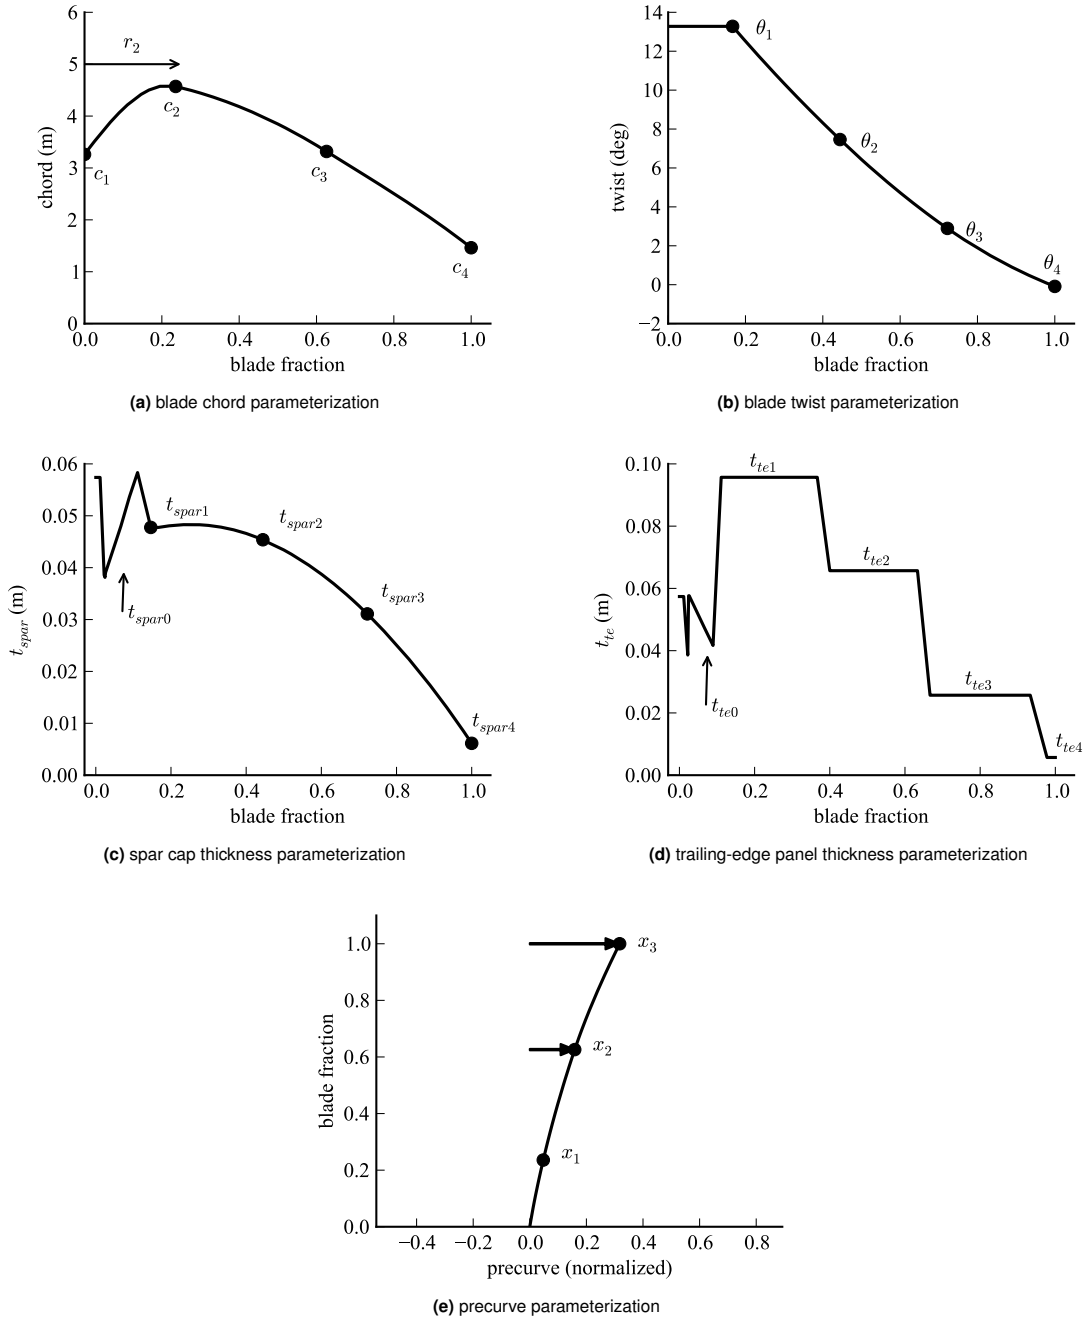 6
5
4
3
2
1
0
chord (m)
r2
c1
c2
c3
c4
0.0 0.2 0.4 0.6 0.8 1.0
blade fraction
(a) blade chord parameterization
14
12
10
8
6
4
2
0
−2
twist (deg)
θ1
θ2
θ3
θ4
0.0 0.2 0.4 0.6 0.8 1.0
blade fraction
(b) blade twist parameterization
0.06
0.05
0.04
0.03
0.02
0.01
0.00
tspar (m)
tspar1
tspar2
tspar0
tspar3
tspar4
0.0 0.2 0.4 0.6 0.8 1.0
blade fraction
(c) spar cap thickness parameterization
0.10
0.08
0.06
0.04
0.02
0.00
tte (m)
tte1
tte2
tte3
tte0
tte4
0.0 0.2 0.4 0.6 0.8 1.0
blade fraction
(d) trailing-edge panel thickness parameterization
1.0
0.8
0.6
0.4
0.2
0.0
blade fraction
x3
x2
x1
−0.4 −0.2 0.0 0.2 0.4 0.6 0.8
precurve (normalized)
(e) precurve parameterization